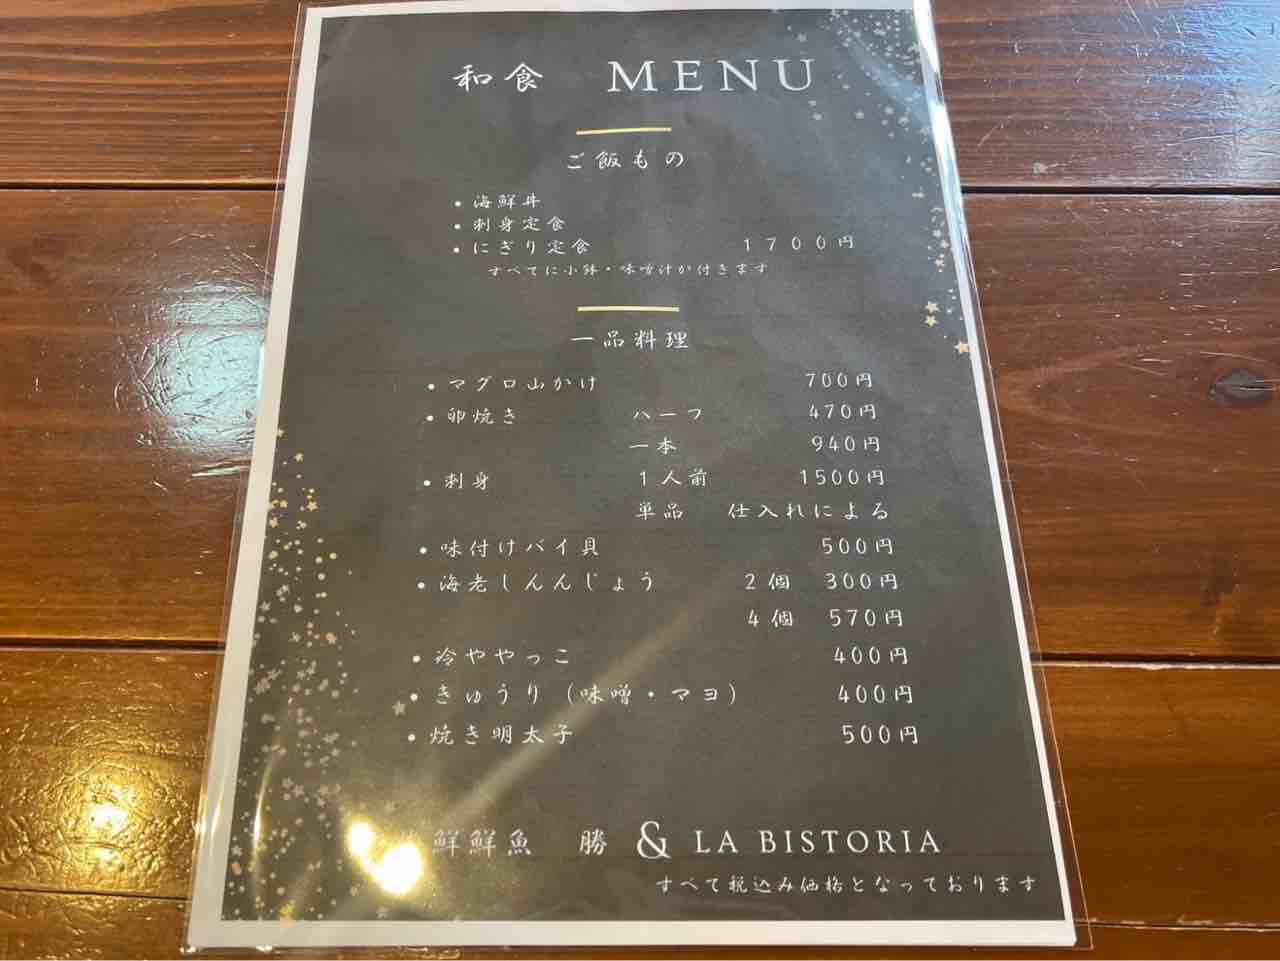 和食 MENU
ご飯もの
• 海鮮丼
• 刺身定食
• にぎり定食 1700円
すべてに小鉢・味噌汁が付きます
一品料理
• マグロ山かけ 700円
• 卵焼き ハーフ 470円
一本 940円
• 刺身 1人前 1500円
単品 仕入れによる
• 味付けバイ貝 500円
• 海老しんんじょう 2個 300円
4個 570円
• 冷ややっこ 400円
• きゅうり（味噌・マヨ） 400円
• 焼き明太子 500円
鮮鮮魚 勝 & LA BISTORIA
すべて税込み価格となっております